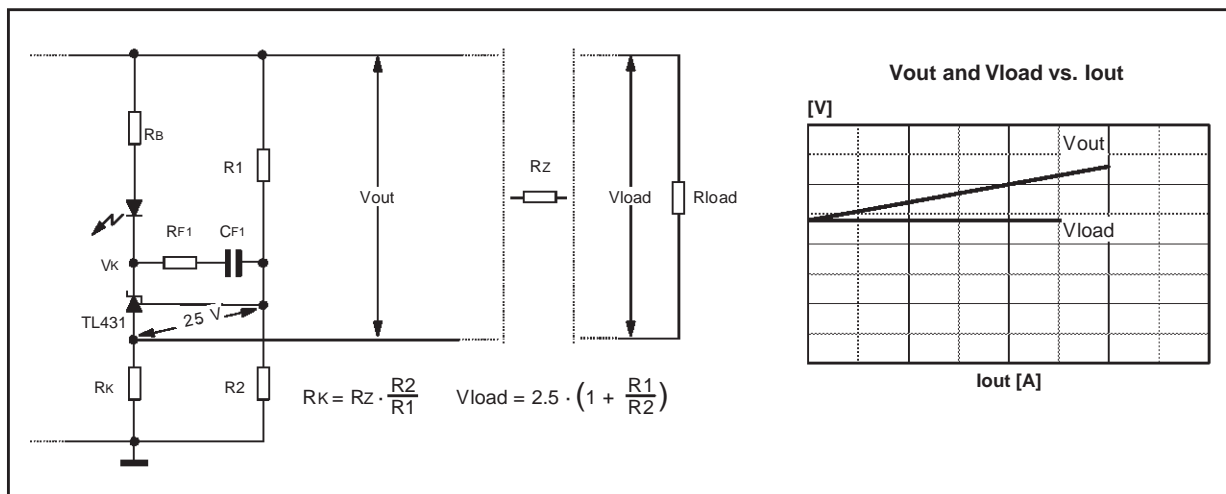 RB
R1
Vout
RZ
Vload
Rload
RF1
CF1
VK
TL431
25 V
RK
R2
RK = RZ · R2/R1
Vload = 2.5 · (1 + R1/R2)
Vout and Vload vs. Iout
[V]
Vout
Vload
Iout [A]